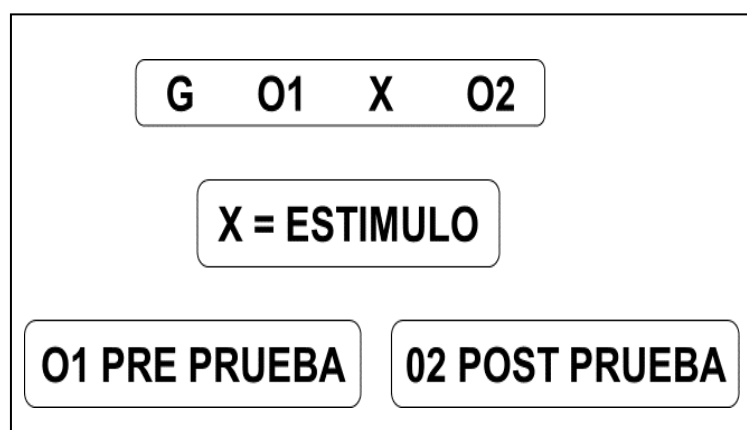 G O1 X O2
X = ESTIMULO
O1 PRE PRUEBA
02 POST PRUEBA